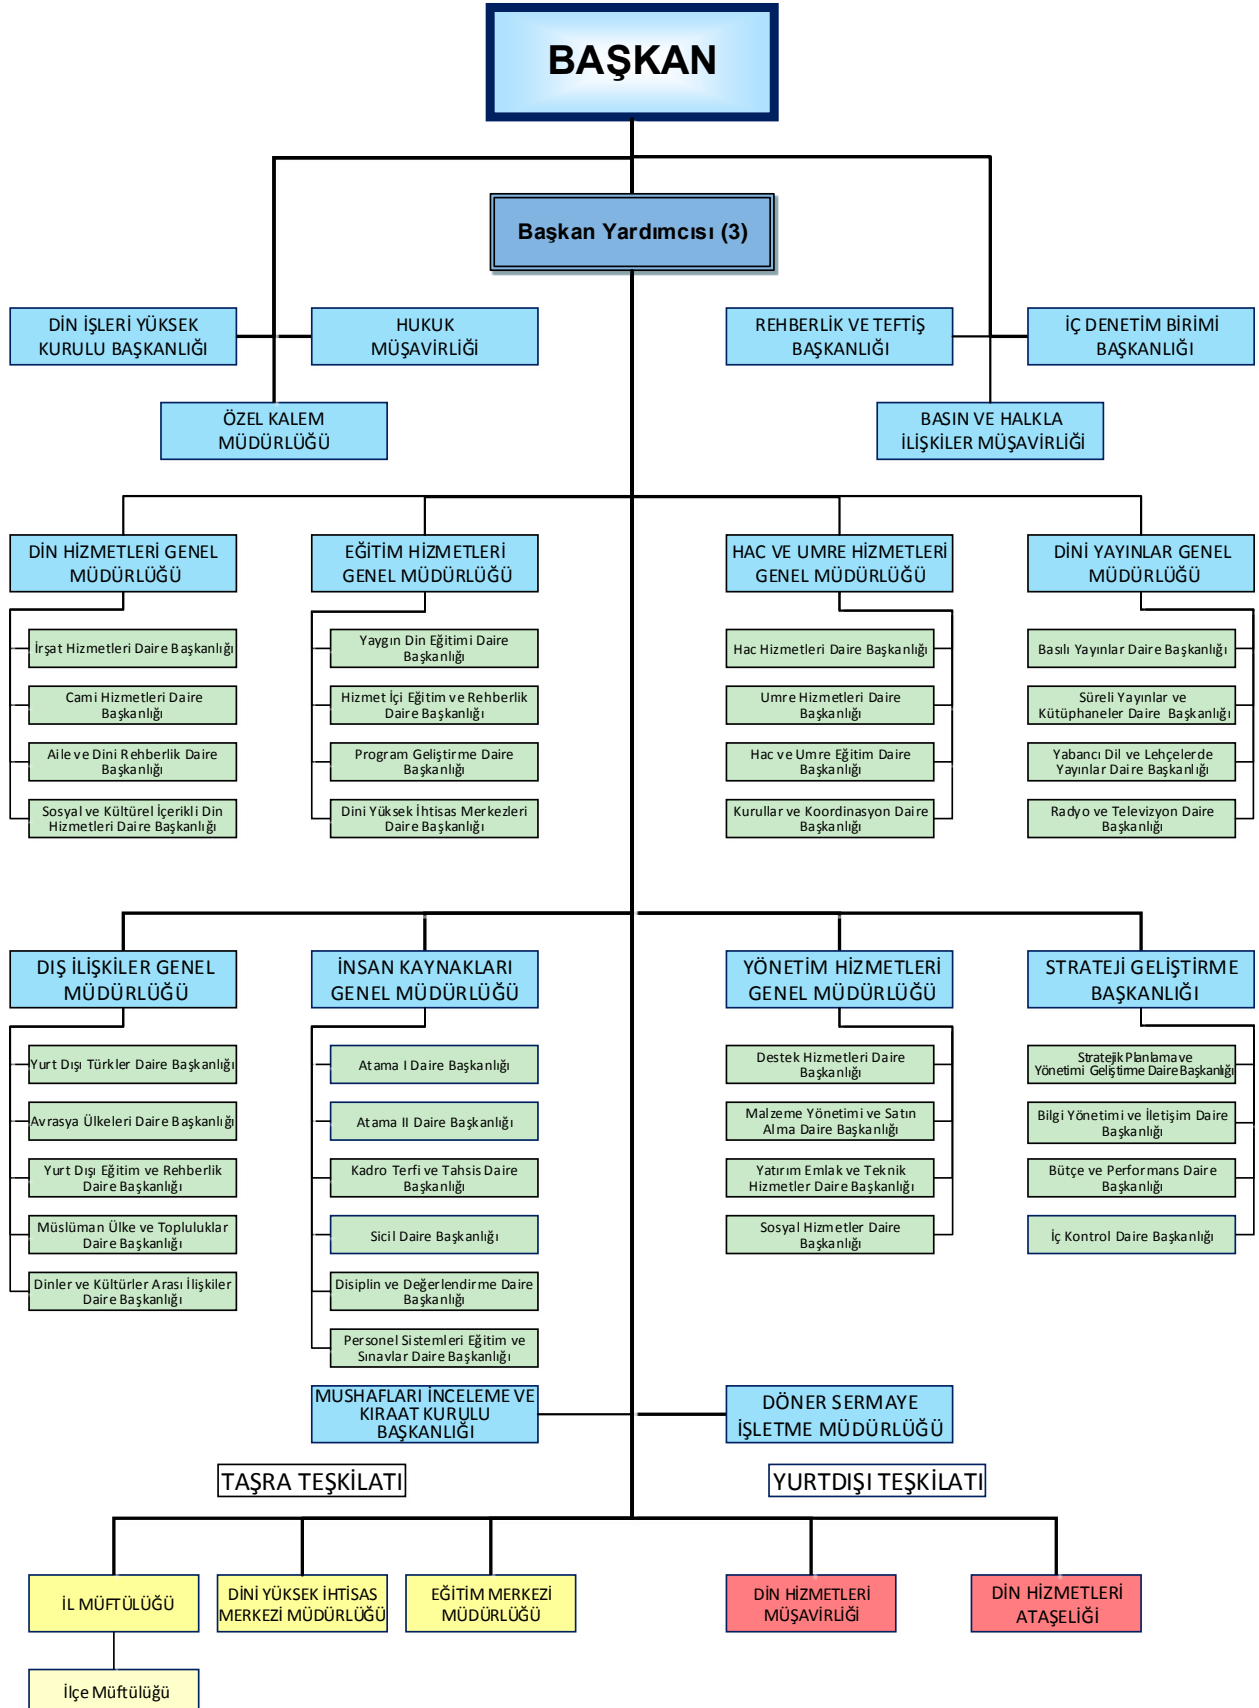 BAŞKAN
Başkan Yardımcısı (3)
DİN İŞLERİ YÜKSEK
KURULU BAŞKANLIĞI
HUKUK
MÜŞAVİRLİĞİ
REHBERLİK VE TEFTİŞ
BAŞKANLIĞI
İÇ DENETİM BİRİMİ
BAŞKANLIĞI
ÖZEL KALEM
MÜDÜRLÜĞÜ
BASIN VE HALKLA
İLİŞKİLER MÜŞAVİRLİĞİ
DİN HİZMETLERİ GENEL
MÜDÜRLÜĞÜ
İrşat Hizmetleri Daire Başkanlığı
Cami Hizmetleri Daire
Başkanlığı
Aile ve Dini Rehberlik Daire
Başkanlığı
Sosyal ve Kültürel İçerikli Din
Hizmetleri Daire Başkanlığı
EĞİTİM HİZMETLERİ
GENEL MÜDÜRLÜĞÜ
Yaygın Din Eğitimi Daire
Başkanlığı
Hizmet İçi Eğitim ve Rehberlik
Daire Başkanlığı
Program Geliştirme Daire
Başkanlığı
Dini Yüksek İhtisas Merkezleri
Daire Başkanlığı
HAC VE UMRE HİZMETLERİ
GENEL MÜDÜRLÜĞÜ
Hac Hizmetleri Daire Başkanlığı
Umre Hizmetleri Daire
Başkanlığı
Hac ve Umre Eğitim Daire
Başkanlığı
Kurullar ve Koordinasyon Daire
Başkanlığı
DİNİ YAYINLAR GENEL
MÜDÜRLÜĞÜ
Basılı Yayınlar Daire Başkanlığı
Süreli Yayınlar ve
Kütüphaneler Daire Başkanlığı
Yabancı Dil ve Lehçelerde
Yayınlar Daire Başkanlığı
Radyo ve Televizyon Daire
Başkanlığı
DIŞ İLİŞKİLER GENEL
MÜDÜRLÜĞÜ
Yurt Dışı Türkler Daire Başkanlığı
Avrasya Ülkeleri Daire Başkanlığı
Yurt Dışı Eğitim ve Rehberlik
Daire Başkanlığı
Müslüman Ülke ve Topluluklar
Daire Başkanlığı
Dinler ve Kültürler Arası İlişkiler
Daire Başkanlığı
İNSAN KAYNAKLARI
GENEL MÜDÜRLÜĞÜ
Atama I Daire Başkanlığı
Atama II Daire Başkanlığı
Kadro Terfi ve Tahsis Daire
Başkanlığı
Sicil Daire Başkanlığı
Disiplin ve Değerlendirme Daire
Başkanlığı
Personel Sistemleri Eğitim ve
Sınavlar Daire Başkanlığı
YÖNETİM HİZMETLERİ
GENEL MÜDÜRLÜĞÜ
Destek Hizmetleri Daire
Başkanlığı
Malzeme Yönetimi ve Satın
Alma Daire Başkanlığı
Yatırım Emlak ve Teknik
Hizmetler Daire Başkanlığı
Sosyal Hizmetler Daire
Başkanlığı
STRATEJİ GELİŞTİRME
BAŞKANLIĞI
Stratejik Planlama ve
Yönetimi Geliştirme Daire Başkanlığı
Bilgi Yönetimi ve İletişim Daire
Başkanlığı
Bütçe ve Performans Daire
Başkanlığı
İç Kontrol Daire Başkanlığı
MUSHAFLARI İNCELEME VE
KIRAAT KURULU
BAŞKANLIĞI
DÖNER SERMAYE
İŞLETME MÜDÜRLÜĞÜ
TAŞRA TEŞKİLATI
YURTDIŞI TEŞKİLATI
İL MÜFTÜLÜĞÜ
DİNİ YÜKSEK İHTİSAS
MERKEZİ MÜDÜRLÜĞÜ
EĞİTİM MERKEZİ
MÜDÜRLÜĞÜ
DİN HİZMETLERİ
MÜŞAVİRLİĞİ
DİN HİZMETLERİ
ATAŞELİĞİ
İlçe Müftülüğü